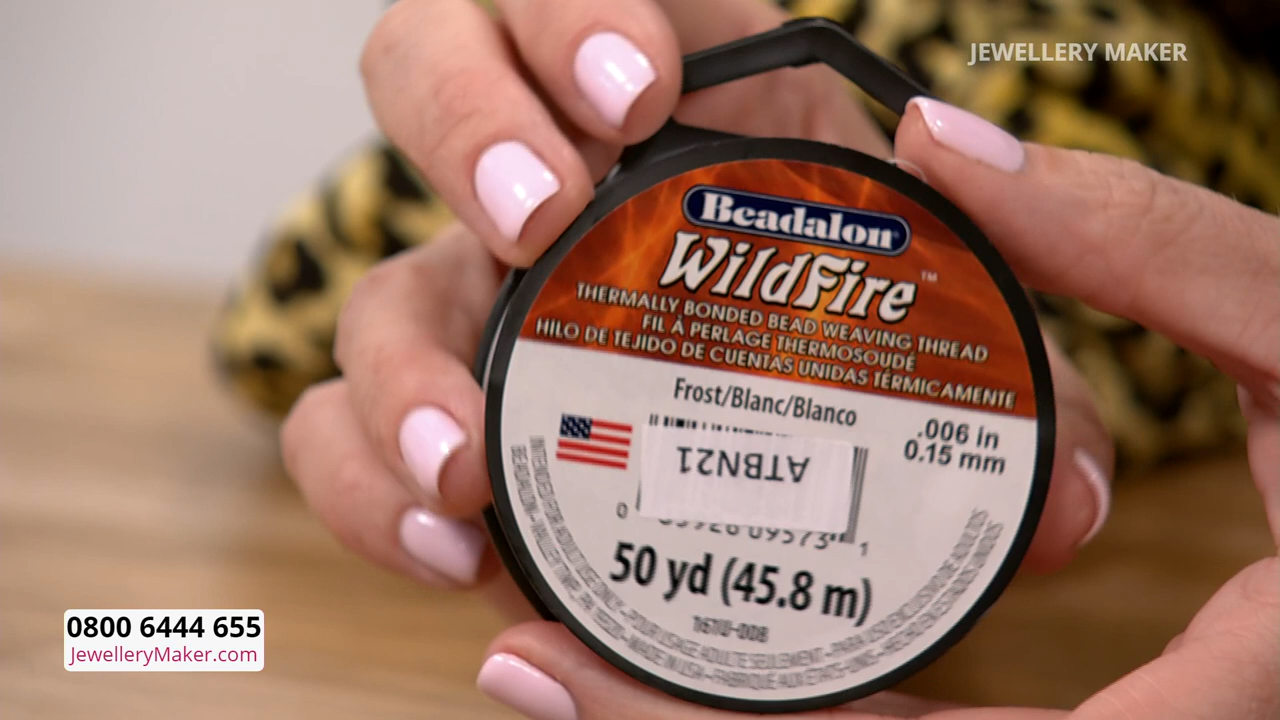 JEWELLERY MAKER
Beadalon
WildFire™
THERMALLY BONDED BEAD WEAVING THREAD
FIL À PERLAGE THERMOSOUDÉ
HILO DE TEJIDO DE CUENTAS UNIDAS TÉRMICAMENTE
Frost/Blanc/Blanco
.006 in
0.15 mm
ATBN21
50 yd (45.8 m)
0800 6444 655
JewelleryMaker.com